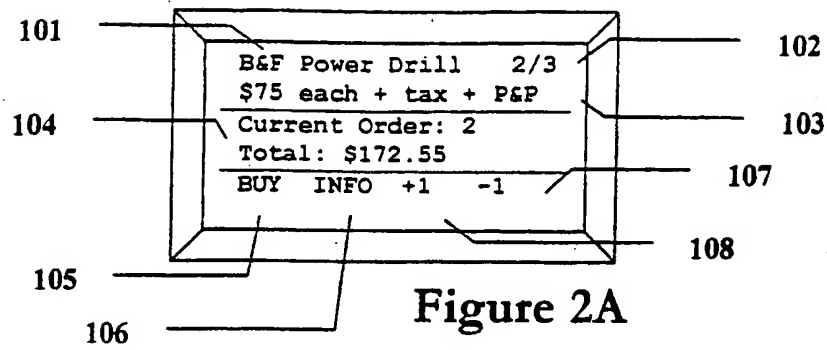 101
102
B&F Power Drill 2/3
$75 each + tax + P&P
103
104
Current Order: 2
Total: $172.55
BUY INFO +1 -1
107
108
105
106
Figure 2A